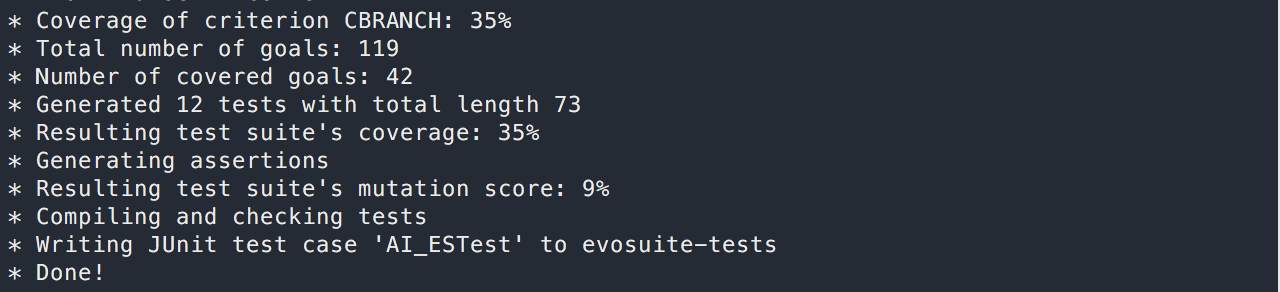 * Coverage of criterion CBRANCH: 35%
* Total number of goals: 119
* Number of covered goals: 42
* Generated 12 tests with total length 73
* Resulting test suite's coverage: 35%
* Generating assertions
* Resulting test suite's mutation score: 9%
* Compiling and checking tests
* Writing JUnit test case 'AI_ESTest' to evosuite-tests
* Done!